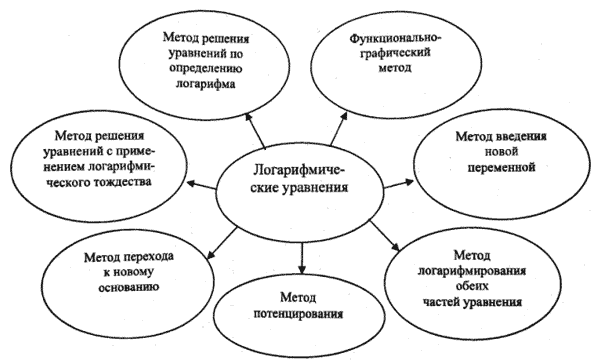 Метод решения
уравнений по
определению
логарифма
Функционально-
графический
метод
Метод решения
уравнений с приме-
нением логарифми-
ческого тождества
Логарифмиче-
ские уравнения
Метод введения
новой
переменной
Метод перехода
к новому
основанию
Метод
потенцирования
Метод
логарифмирования
обеих
частей уравнения